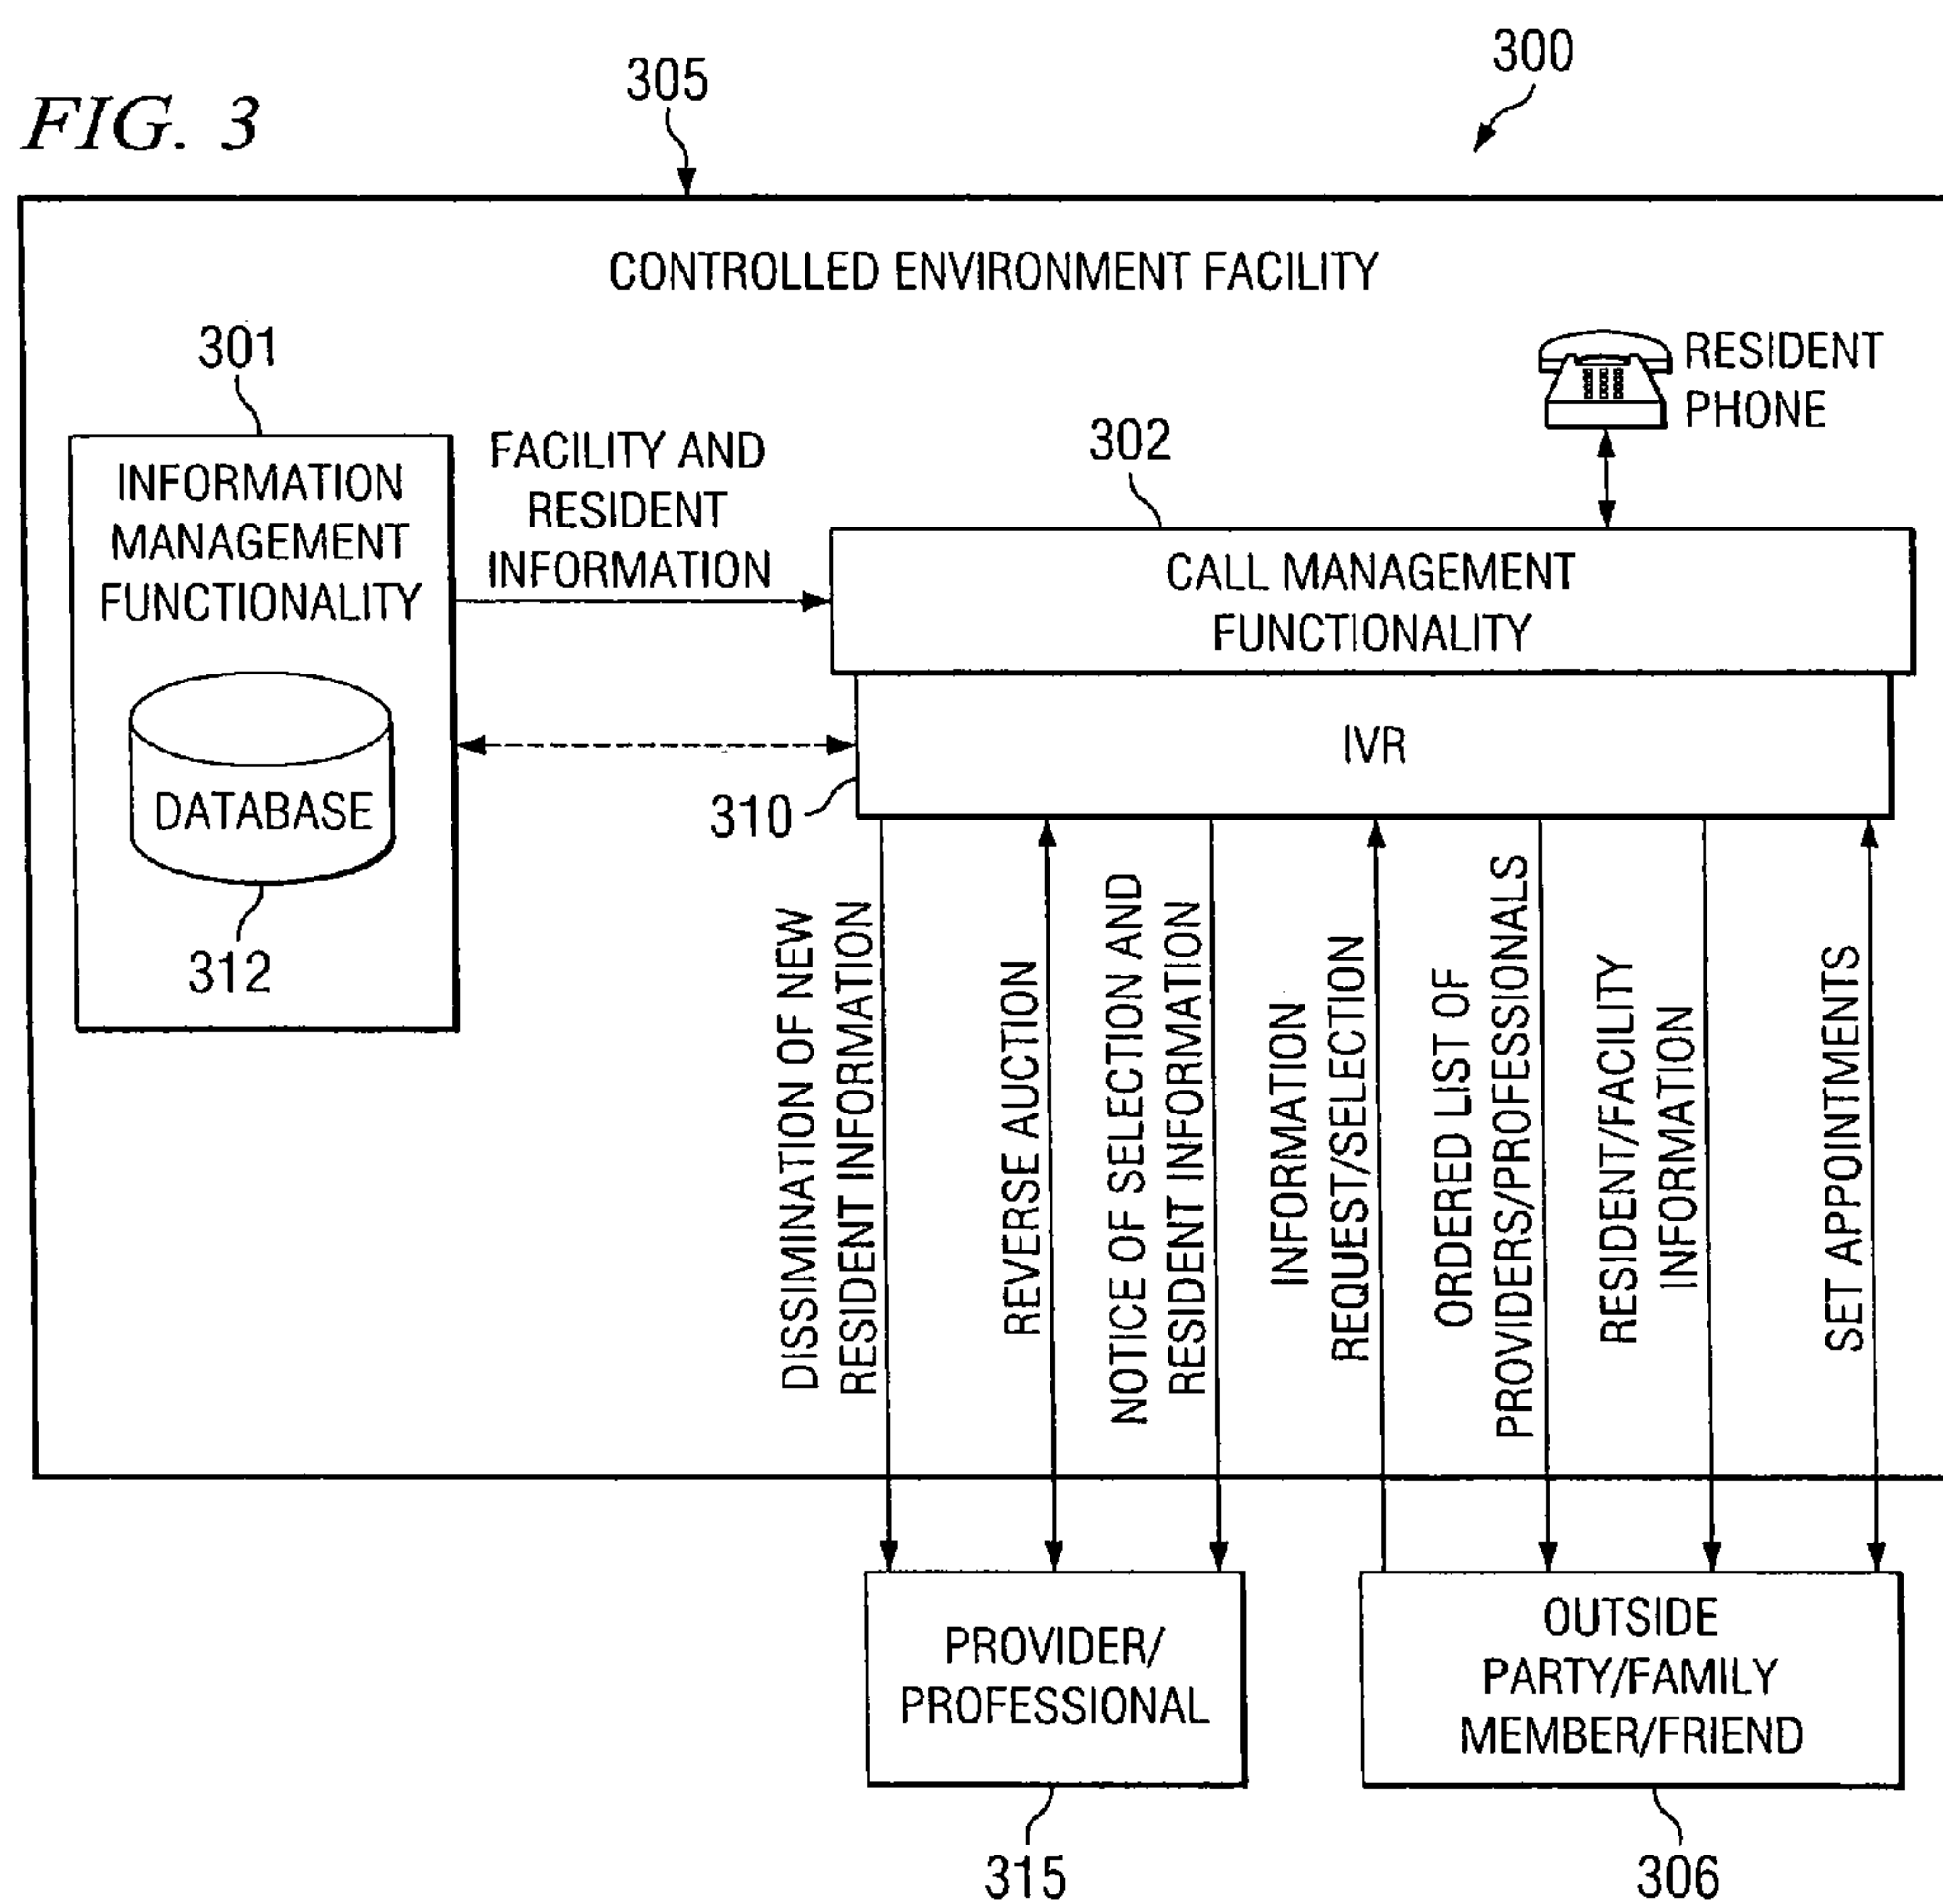 FIG. 3
305
300
CONTROLLED ENVIRONMENT FACILITY
301
INFORMATION
MANAGEMENT
FUNCTIONALITY
DATABASE
312
FACILITY AND
RESIDENT
INFORMATION
RESIDENT
PHONE
302
CALL MANAGEMENT
FUNCTIONALITY
IVR
310
DISSIMINATION OF NEW
RESIDENT INFORMATION
REVERSE AUCTION
NOTICE OF SELECTION AND
RESIDENT INFORMATION
INFORMATION
REQUEST/SELECTION
ORDERED LIST OF
PROVIDERS/PROFESSIONALS
RESIDENT/FACILITY
INFORMATION
SET APPOINTMENTS
PROVIDER/
PROFESSIONAL
315
OUTSIDE
PARTY/FAMILY
MEMBER/FRIEND
306